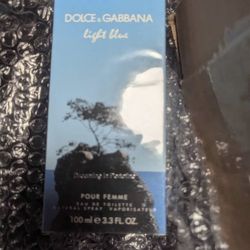 DOLCE & GABBANA
light blue
Dreaming in Portofino
POUR FEMME
EAU DE TOILETTE
NATURAL SPRAY VAPORISATEUR
100 ml e 3.3 FL.OZ.